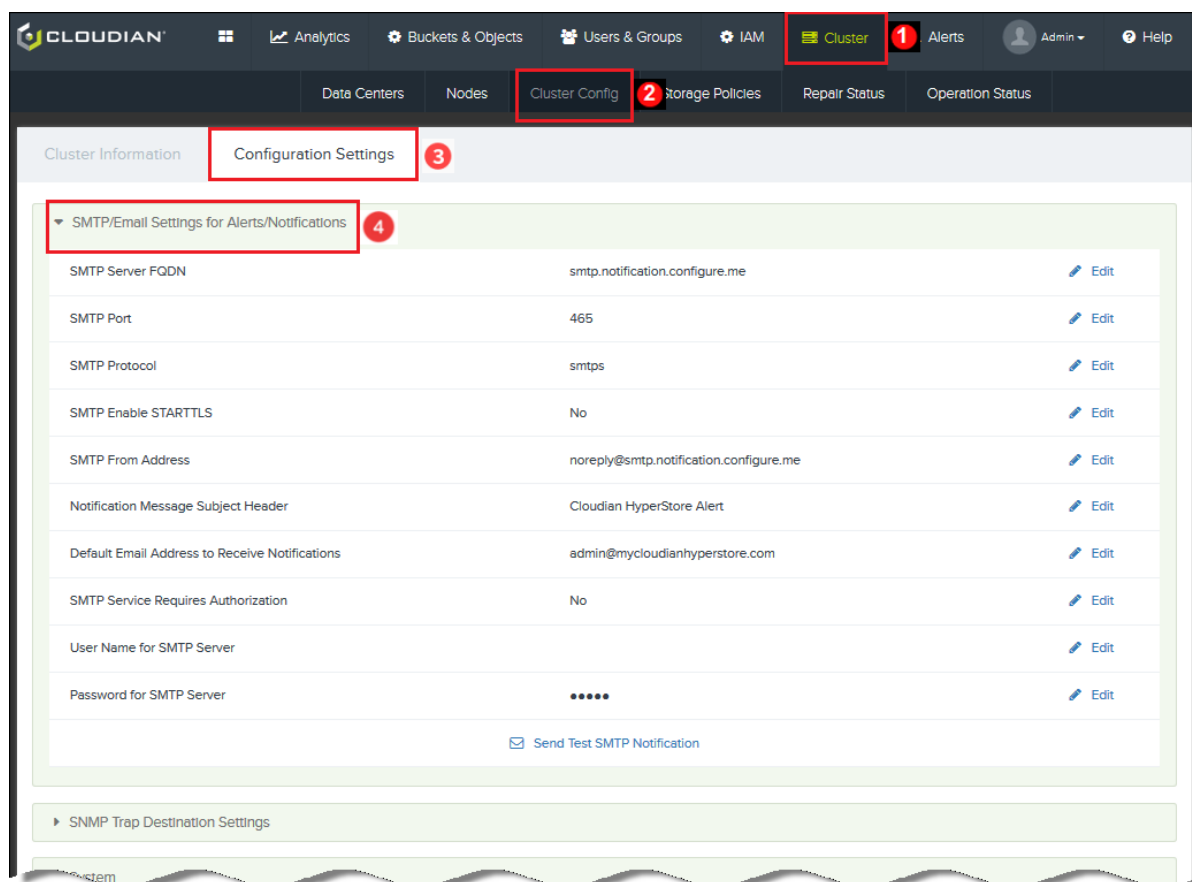 CLOUDIAN Analytics Buckets & Objects Users & Groups IAM Cluster 1 Alerts Admin Help
Data Centers Nodes Cluster Config 2 Storage Policies Repair Status Operation Status
Cluster Information Configuration Settings 3
SMTP/Email Settings for Alerts/Notifications 4
SMTP Server FQDN smtp.notification.configure.me Edit
SMTP Port 465 Edit
SMTP Protocol smtps Edit
SMTP Enable STARTTLS No Edit
SMTP From Address noreply@smtp.notification.configure.me Edit
Notification Message Subject Header Cloudian HyperStore Alert Edit
Default Email Address to Receive Notifications admin@mycloudianhyperstore.com Edit
SMTP Service Requires Authorization No Edit
User Name for SMTP Server Edit
Password for SMTP Server ••••• Edit
Send Test SMTP Notification
SNMP Trap Destination Settings
System